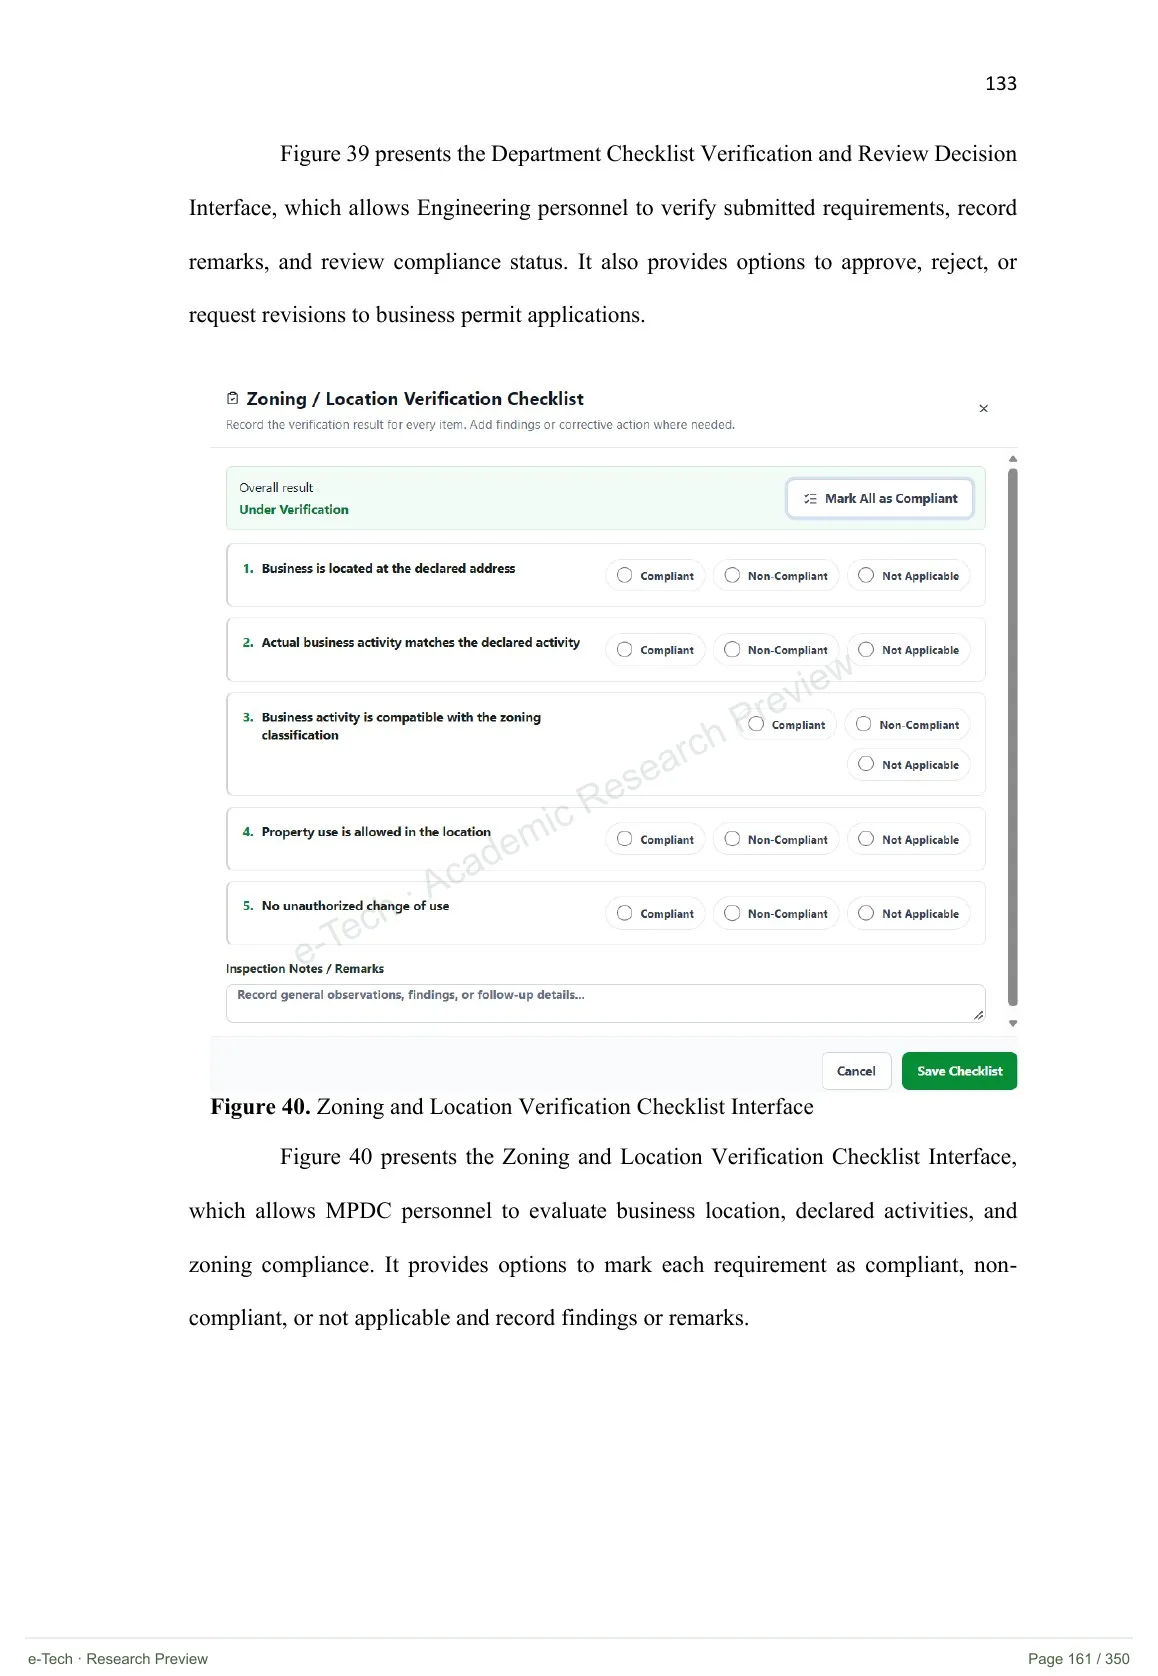 133
Figure 39 presents the Department Checklist Verification and Review Decision
Interface, which allows Engineering personnel to verify submitted requirements, record
remarks, and review compliance status. It also provides options to approve, reject, or
request revisions to business permit applications.
Zoning / Location Verification Checklist
Record the verification result for every item. Add findings or corrective action where needed.
Overall result
Under Verification
Mark All as Compliant
1. Business is located at the declared address
Compliant Non-Compliant Not Applicable
2. Actual business activity matches the declared activity
Compliant Non-Compliant Not Applicable
3. Business activity is compatible with the zoning
classification
Compliant Non-Compliant
Not Applicable
4. Property use is allowed in the location
Compliant Non-Compliant Not Applicable
5. No unauthorized change of use
Compliant Non-Compliant Not Applicable
Inspection Notes / Remarks
Record general observations, findings, or follow-up details...
Cancel Save Checklist
e-Tech · Academic Research Preview
Figure 40. Zoning and Location Verification Checklist Interface
Figure 40 presents the Zoning and Location Verification Checklist Interface,
which allows MPDC personnel to evaluate business location, declared activities, and
zoning compliance. It provides options to mark each requirement as compliant, non-
compliant, or not applicable and record findings or remarks.
e-Tech · Research Preview
Page 161 / 350